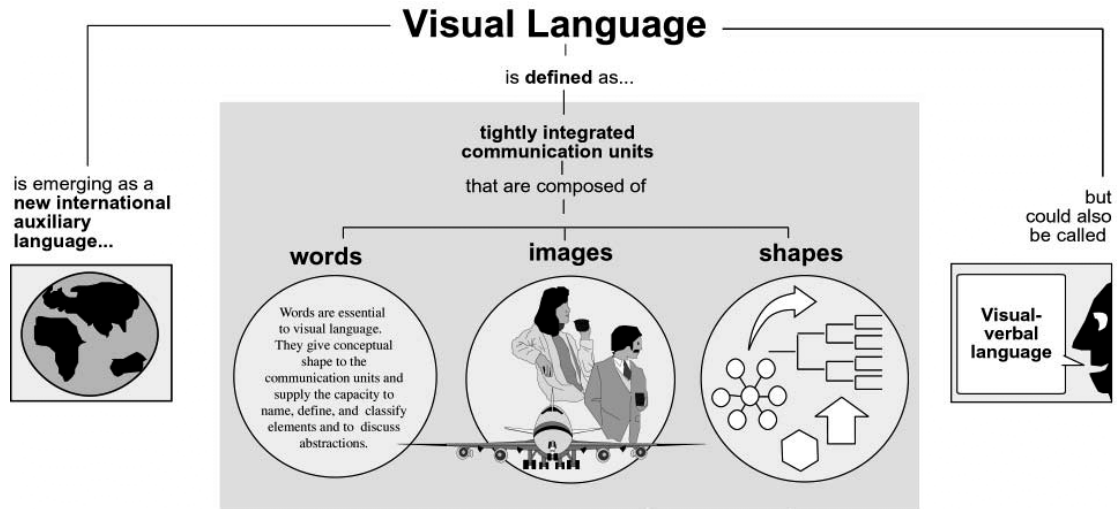 Visual Language
is defined as...
tightly integrated
communication units
that are composed of
is emerging as a
new international
auxiliary
language...
but
could also
be called
words
images
shapes
Words are essential
to visual language.
They give conceptual
shape to the
communication units and
supply the capacity to
name, define, and classify
elements and to discuss
abstractions.
Visual-
verbal
language